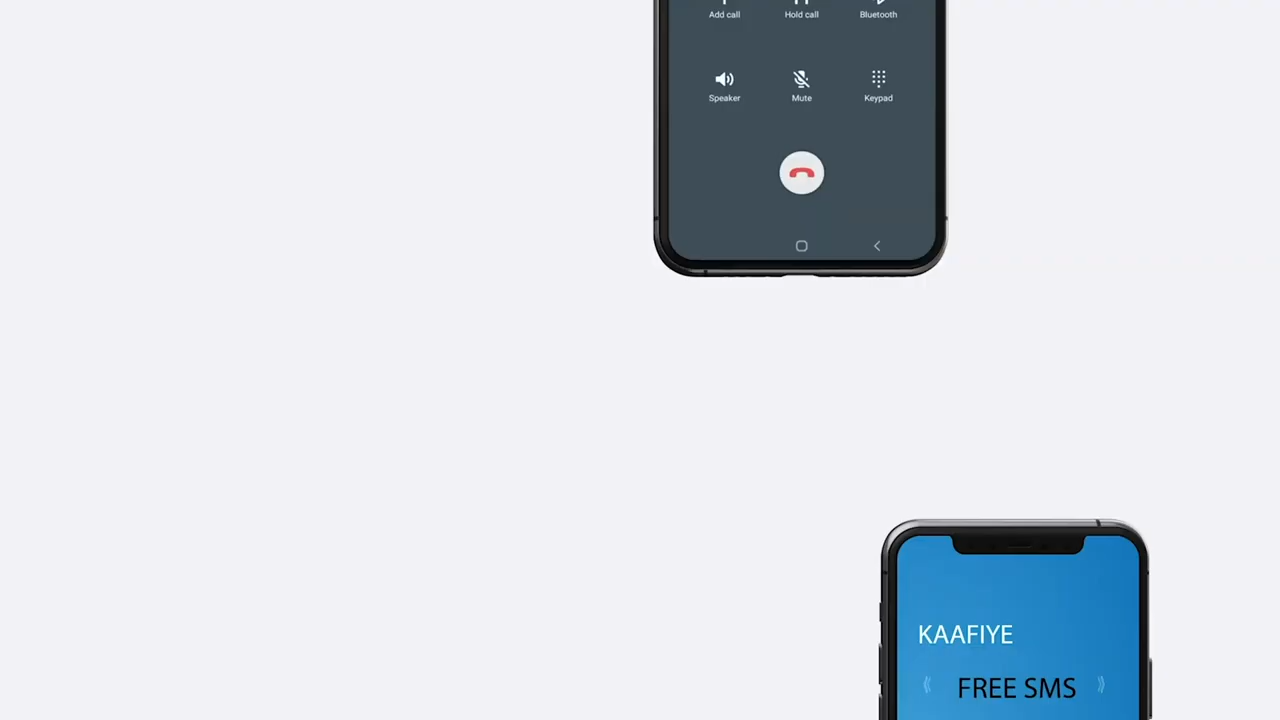 Add call Hold call Bluetooth
Speaker Mute Keypad
KAAFIYE
FREE SMS